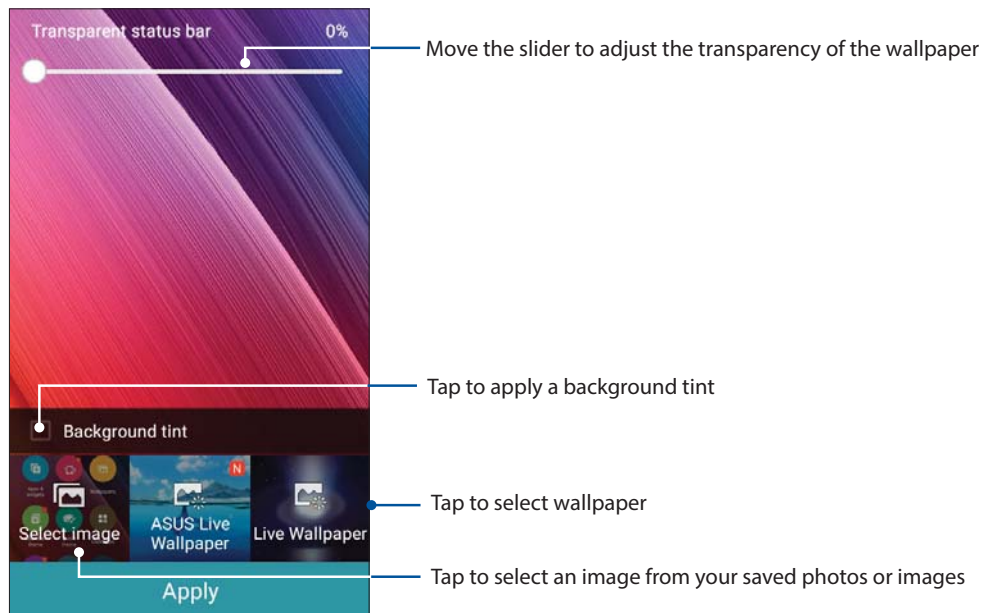 Transparent status bar 0%
Move the slider to adjust the transparency of the wallpaper
Tap to apply a background tint
Background tint
N
Tap to select wallpaper
Select image
ASUS Live
Wallpaper
Live Wallpaper
Tap to select an image from your saved photos or images
Apply